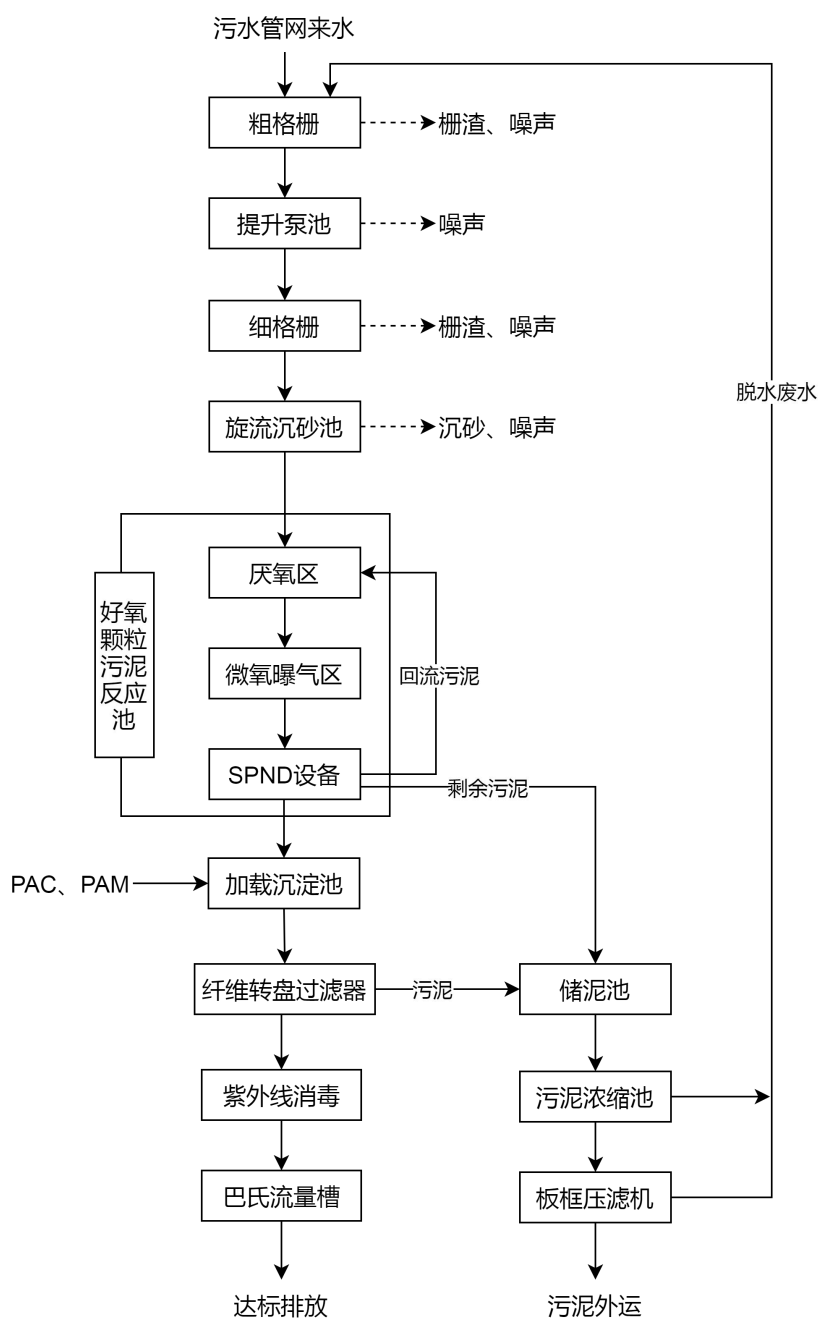 污水管网来水
粗格栅
栅渣、噪声
提升泵池
噪声
细格栅
栅渣、噪声
脱水废水
旋流沉砂池
沉砂、噪声
厌氧区
好氧
颗粒
污泥
反应
池
微氧曝气区
回流污泥
SPND设备
剩余污泥
PAC、PAM
加载沉淀池
纤维转盘过滤器
污泥
储泥池
紫外线消毒
污泥浓缩池
巴氏流量槽
板框压滤机
达标排放
污泥外运